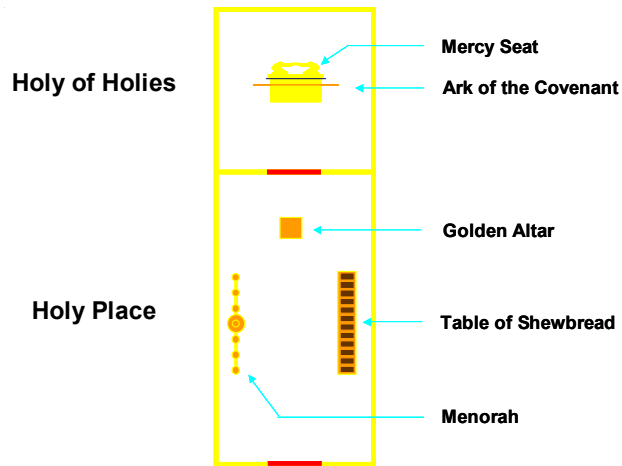 Mercy Seat
Holy of Holies
Ark of the Covenant
Golden Altar
Holy Place
Table of Shewbread
Menorah